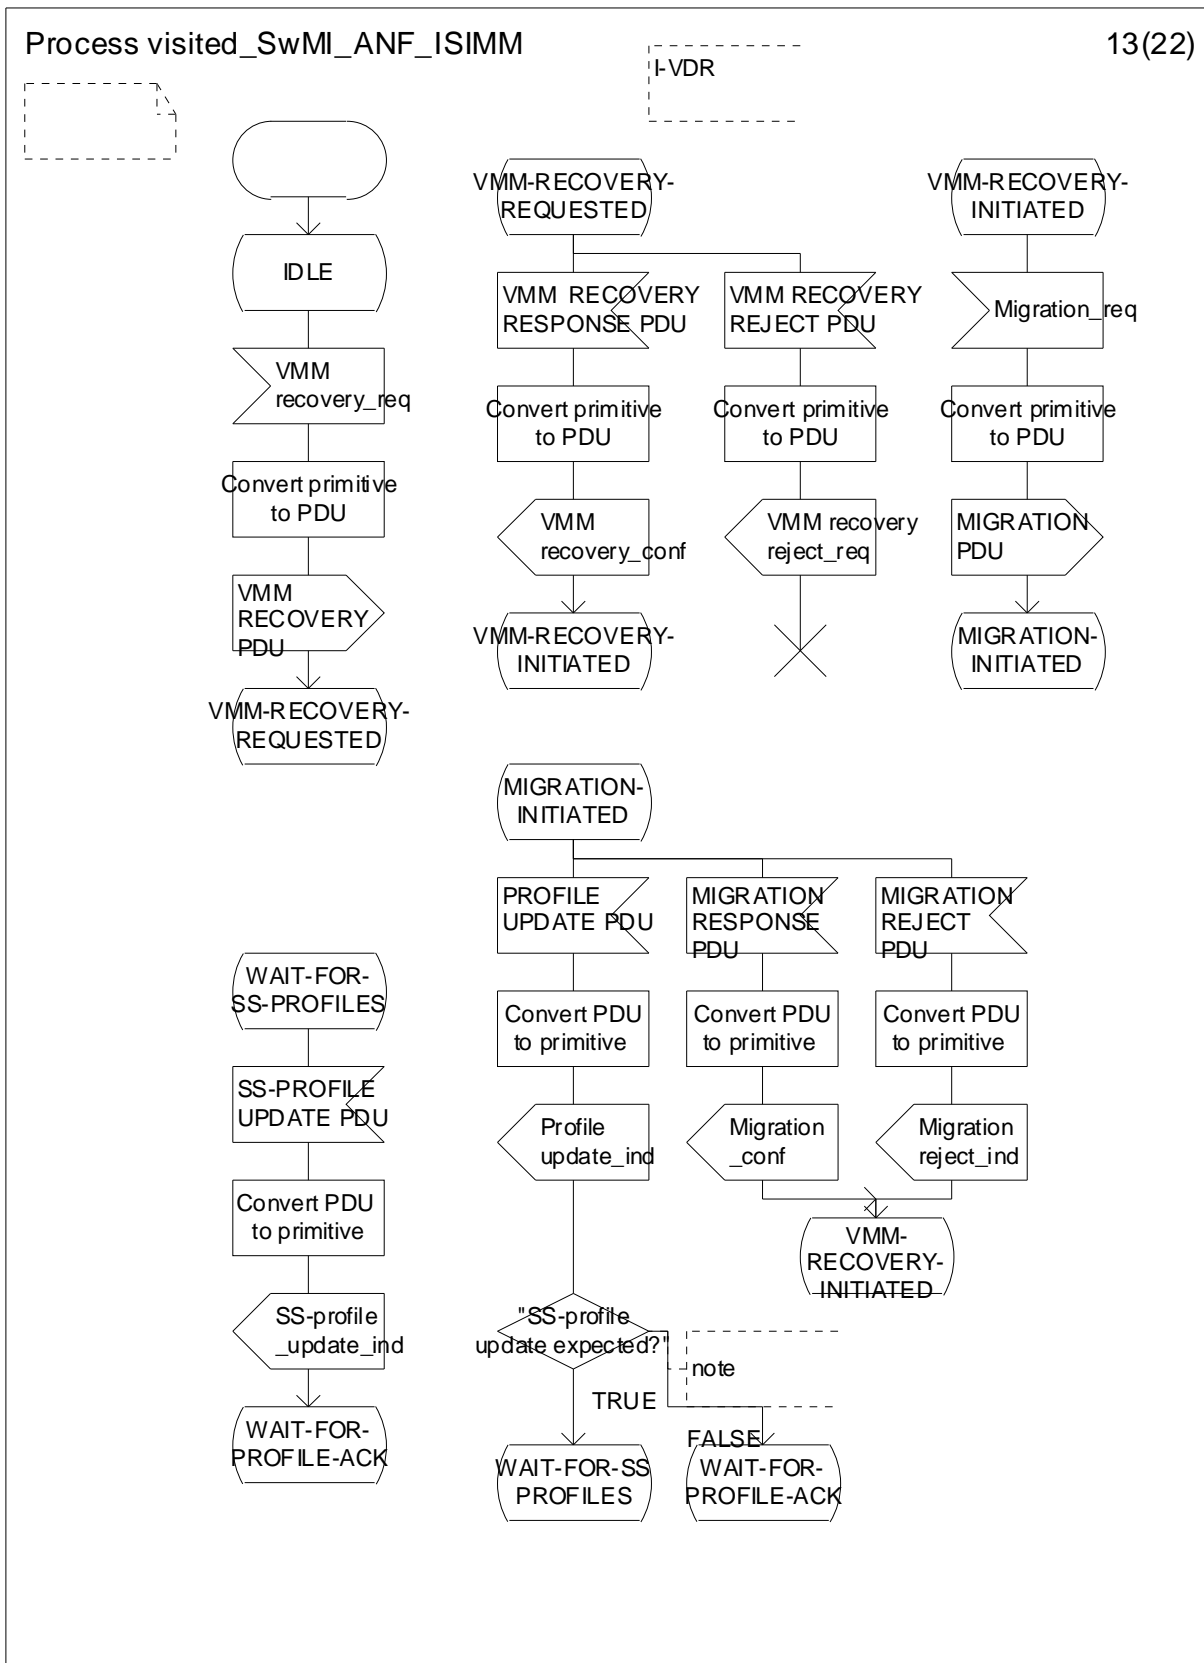 Process visited_SwMI_ANF_ISIMM
13(22)
I-VDR
IDLE
VMM
recovery_req
Convert primitive
to PDU
VMM
RECOVERY
PDU
VMM-RECOVERY-
REQUESTED
VMM-RECOVERY-
REQUESTED
VMM RECOVERY
RESPONSE PDU
Convert primitive
to PDU
VMM
recovery_conf
VMM-RECOVERY-
INITIATED
VMM RECOVERY
REJECT PDU
Convert primitive
to PDU
VMM recovery
reject_req
VMM-RECOVERY-
INITIATED
Migration_req
Convert primitive
to PDU
MIGRATION
PDU
MIGRATION-
INITIATED
WAIT-FOR-
SS-PROFILES
SS-PROFILE
UPDATE PDU
Convert PDU
to primitive
SS-profile
_update_ind
WAIT-FOR-
PROFILE-ACK
MIGRATION-
INITIATED
PROFILE
UPDATE PDU
Convert PDU
to primitive
Profile
update_ind
"SS-profile
update expected?"
note
TRUE
FALSE
WAIT-FOR-SS
PROFILES
WAIT-FOR-
PROFILE-ACK
MIGRATION
RESPONSE
PDU
Convert PDU
to primitive
Migration
_conf
MIGRATION
REJECT
PDU
Convert PDU
to primitive
Migration
reject_ind
VMM-
RECOVERY-
INITIATED